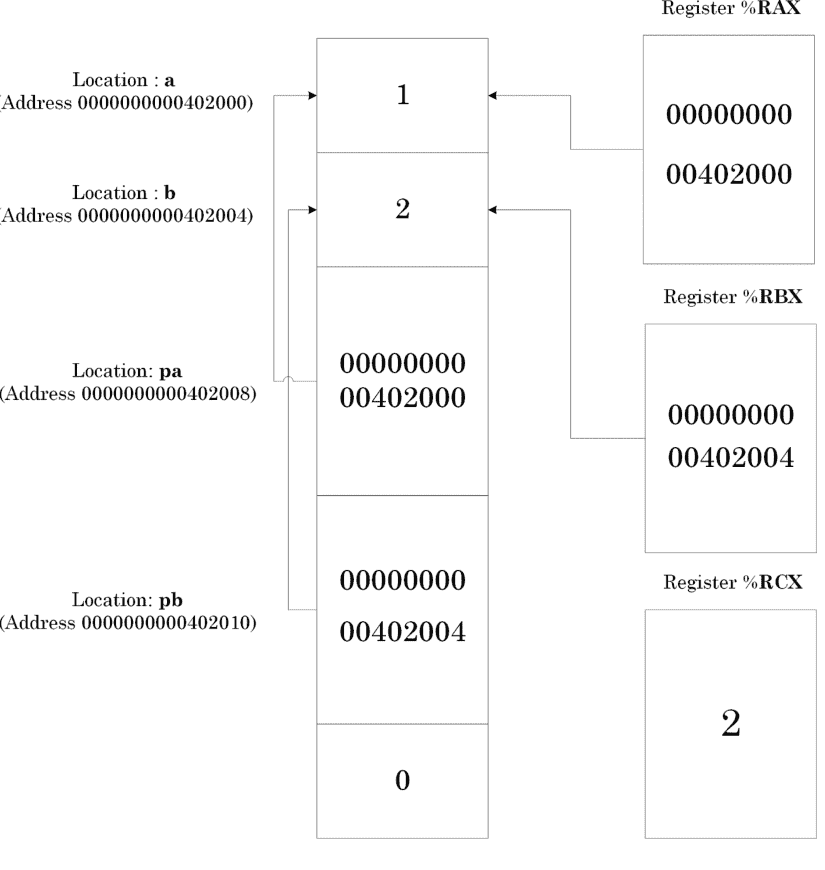 Register %RAX
Location : a
(Address 0000000000402000)
1
00000000
00402000
Location : b
(Address 0000000000402004)
2
Register %RBX
Location: pa
(Address 0000000000402008)
00000000
00402000
00000000
00402004
Location: pb
(Address 0000000000402010)
00000000
00402004
Register %RCX
2
0